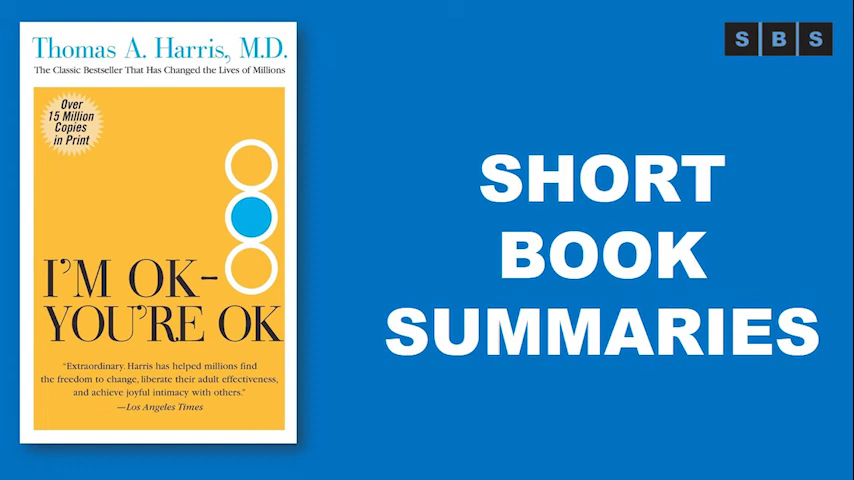 Thomas A. Harris, M.D.
The Classic Bestseller That Has Changed the Lives of Millions
Over
15 Million
Copies
in Print
I'M OK–
YOU'RE OK
“Extraordinary. Harris has helped millions find
the freedom to change, liberate their adult effectiveness,
and achieve joyful intimacy with others.”
—Los Angeles Times
S B S
SHORT
BOOK
SUMMARIES